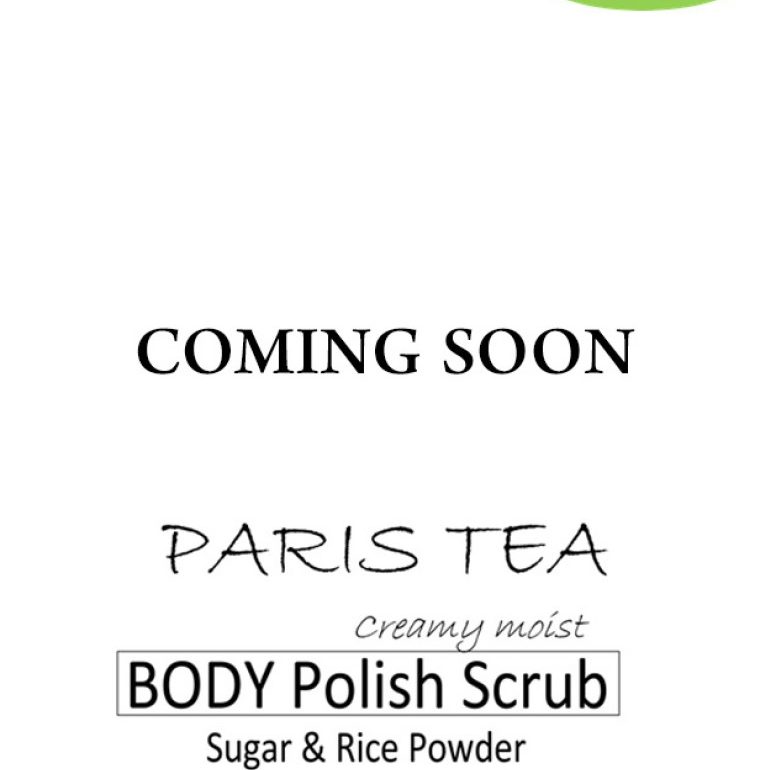 COMING SOON
PARIS TEA
Creamy moist
BODY Polish Scrub
Sugar & Rice Powder